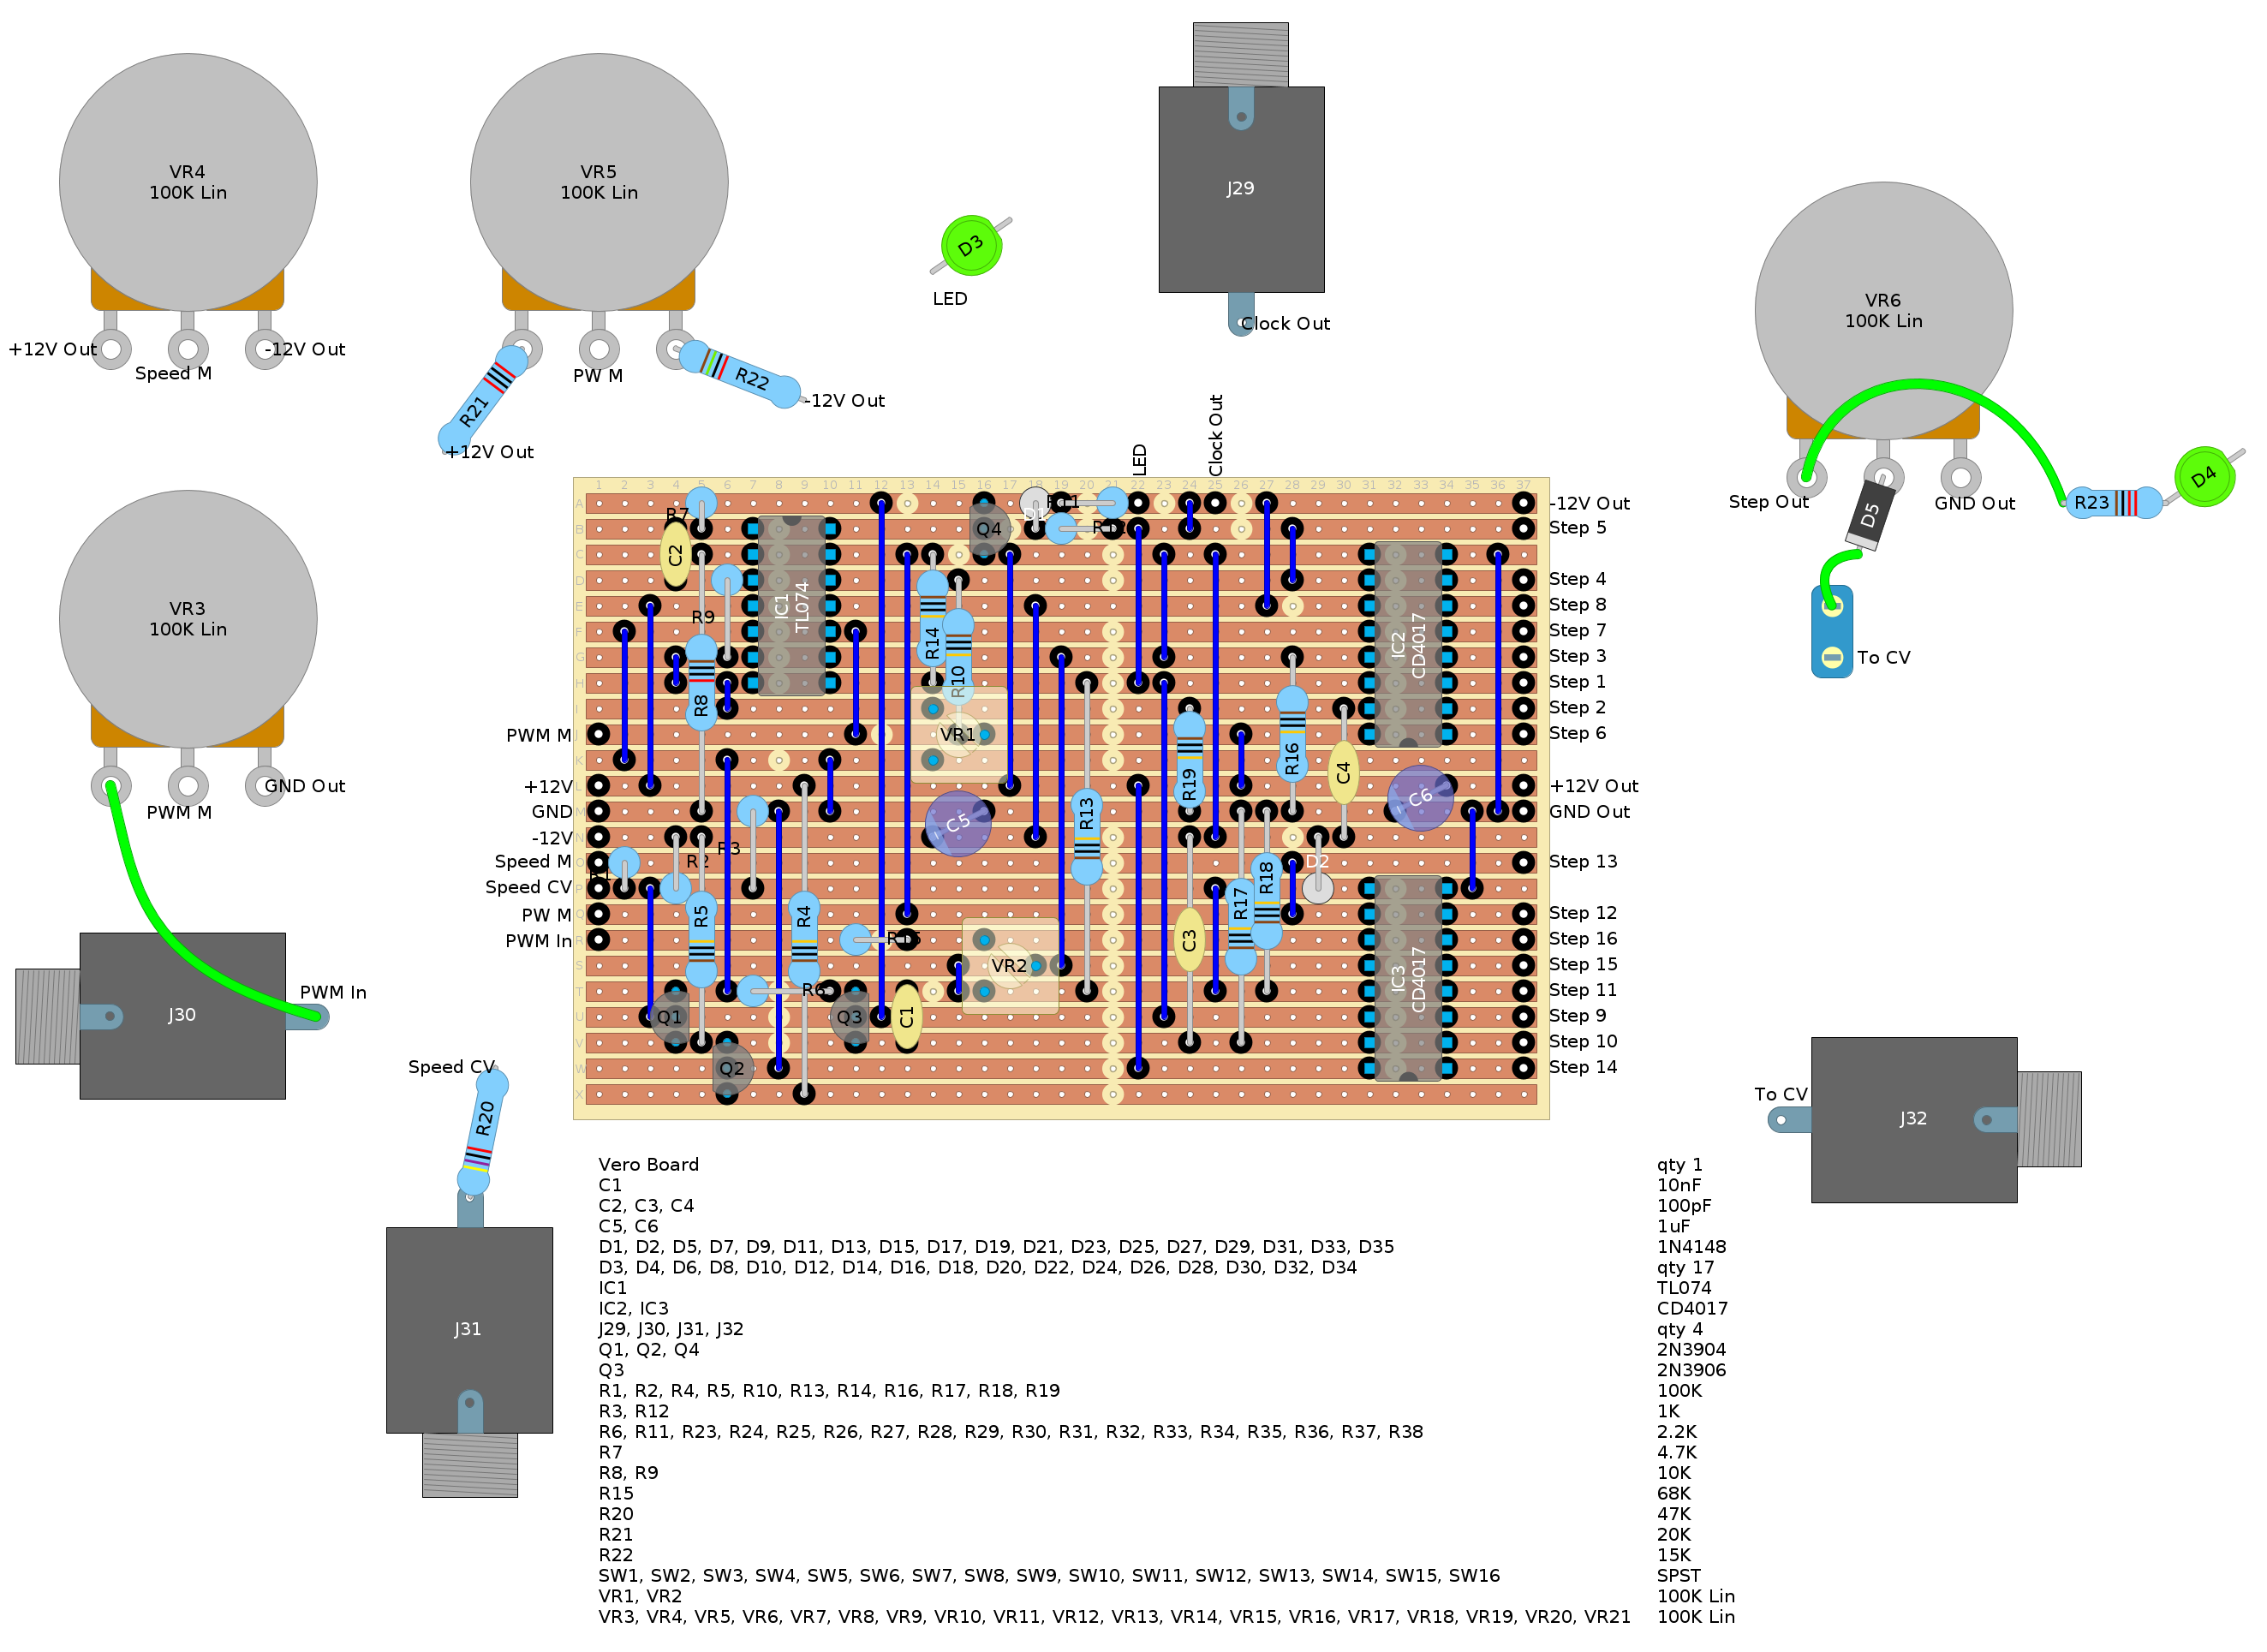 VR4
100K Lin
+12V Out
-12V Out
Speed M
VR5
100K Lin
PW M
R21
+12V Out
R22
-12V Out
D3
LED
J29
Clock Out
VR6
100K Lin
Step Out
GND Out
D5
R23
D4
To CV
VR3
100K Lin
GND Out
PWM M
J30
PWM In
Speed CV
R20
J31
To CV
J32
LED
Clock Out
1 2 3 4 5 6 7 8 9 10 11 12 13 14 15 16 17 18 19 20 21 22 23 24 25 26 27 28 29 30 31 32 33 34 35 36 37
PWM M
+12V
GND
-12V
Speed M
Speed CV
PW M
PWM In
-12V Out
Step 5
Step 4
Step 8
Step 7
Step 3
Step 1
Step 2
Step 6
+12V Out
GND Out
Step 13
Step 12
Step 16
Step 15
Step 11
Step 9
Step 10
Step 14
R7
C2
IC1
TL074
Q4
R9
R14
R10
R8
VR1
IC2
CD4017
R16
R19
C4
C6
C5
R13
R3
R2
D2
R18
R17
R5
R4
R15
C3
VR2
IC3
CD4017
R6
Q1
Q3
C1
Q2
Vero Board qty 1
C1 10nF
C2, C3, C4 100pF
C5, C6 1uF
D1, D2, D5, D7, D9, D11, D13, D15, D17, D19, D21, D23, D25, D27, D29, D31, D33, D35 1N4148
D3, D4, D6, D8, D10, D12, D14, D16, D18, D20, D22, D24, D26, D28, D30, D32, D34 qty 17
IC1 TL074
IC2, IC3 CD4017
J29, J30, J31, J32 qty 4
Q1, Q2, Q4 2N3904
Q3 2N3906
R1, R2, R4, R5, R10, R13, R14, R16, R17, R18, R19 100K
R3, R12 1K
R6, R11, R23, R24, R25, R26, R27, R28, R29, R30, R31, R32, R33, R34, R35, R36, R37, R38 2.2K
R7 4.7K
R8, R9 10K
R15 68K
R20 47K
R21 20K
R22 15K
SW1, SW2, SW3, SW4, SW5, SW6, SW7, SW8, SW9, SW10, SW11, SW12, SW13, SW14, SW15, SW16 SPST
VR1, VR2 100K Lin
VR3, VR4, VR5, VR6, VR7, VR8, VR9, VR10, VR11, VR12, VR13, VR14, VR15, VR16, VR17, VR18, VR19, VR20, VR21 100K Lin